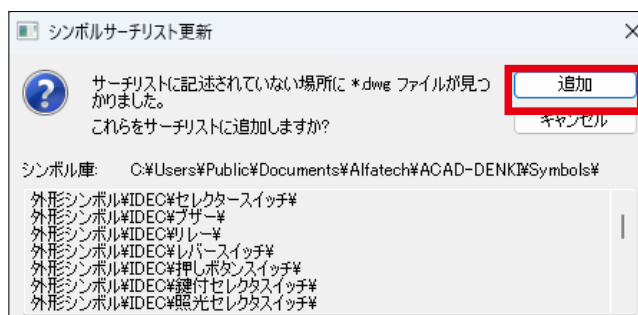 シンボルサーチリスト更新
サーチリストに記述されていない場所に *.dwg ファイルが見つ
かりました。
これらをサーチリストに追加しますか?
追加
キャンセル
シンボル庫: C:¥Users¥Public¥Documents¥Alfatech¥ACAD-DENKI¥Symbols¥
外形シンボル¥IDEC¥セレクタースイッチ¥
外形シンボル¥IDEC¥ブザー¥
外形シンボル¥IDEC¥リレー¥
外形シンボル¥IDEC¥レバースイッチ¥
外形シンボル¥IDEC¥押しボタンスイッチ¥
外形シンボル¥IDEC¥鍵付セレクタスイッチ¥
外形シンボル¥IDEC¥照光セレクタスイッチ¥